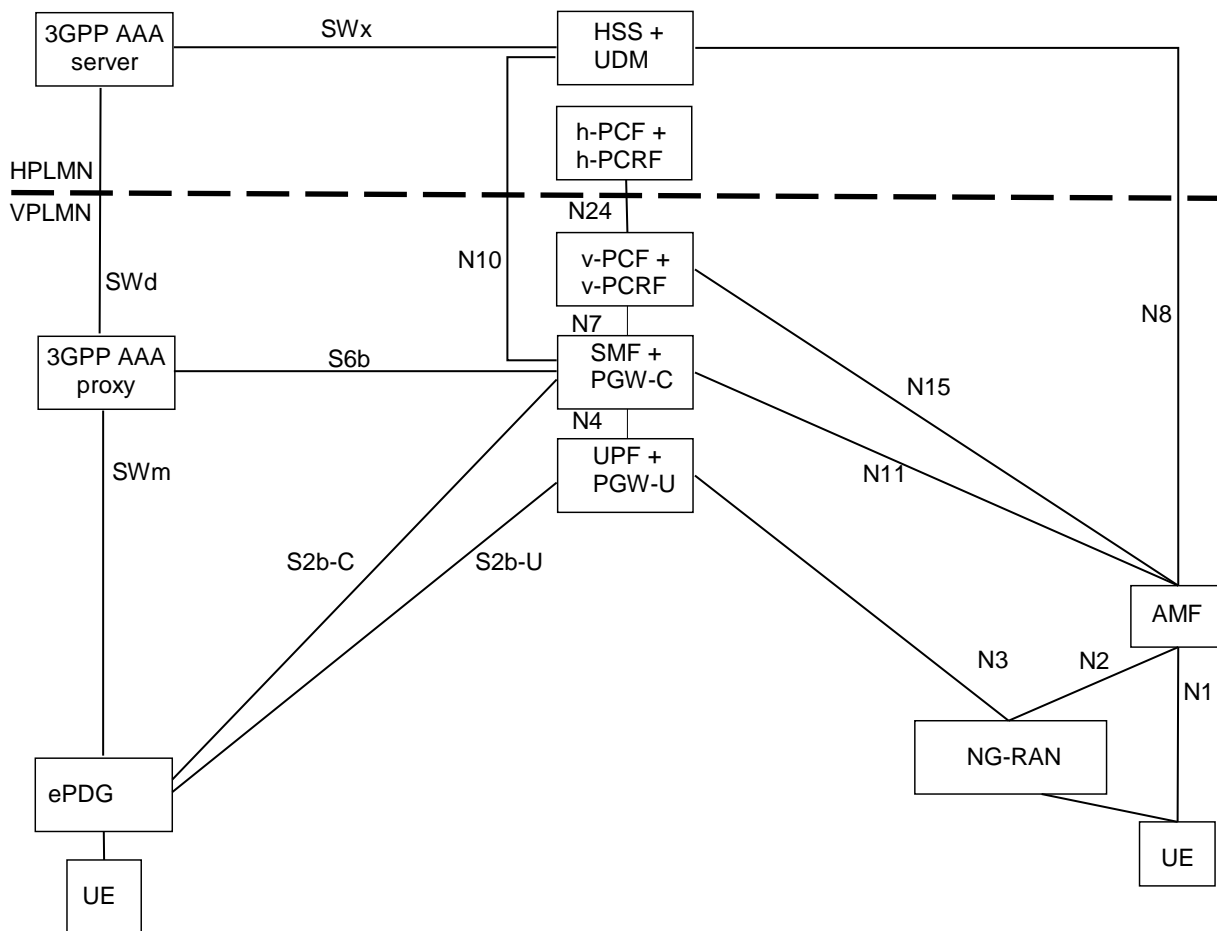 3GPP AAA
server
SWx
HSS +
UDM
h-PCF +
h-PCRF
HPLMN
VPLMN
N24
N10
v-PCF +
v-PCRF
SWd
N8
N7
3GPP AAA
proxy
S6b
SMF +
PGW-C
N15
N4
SWm
UPF +
PGW-U
N11
S2b-C
S2b-U
AMF
N3
N2
N1
NG-RAN
ePDG
UE
UE